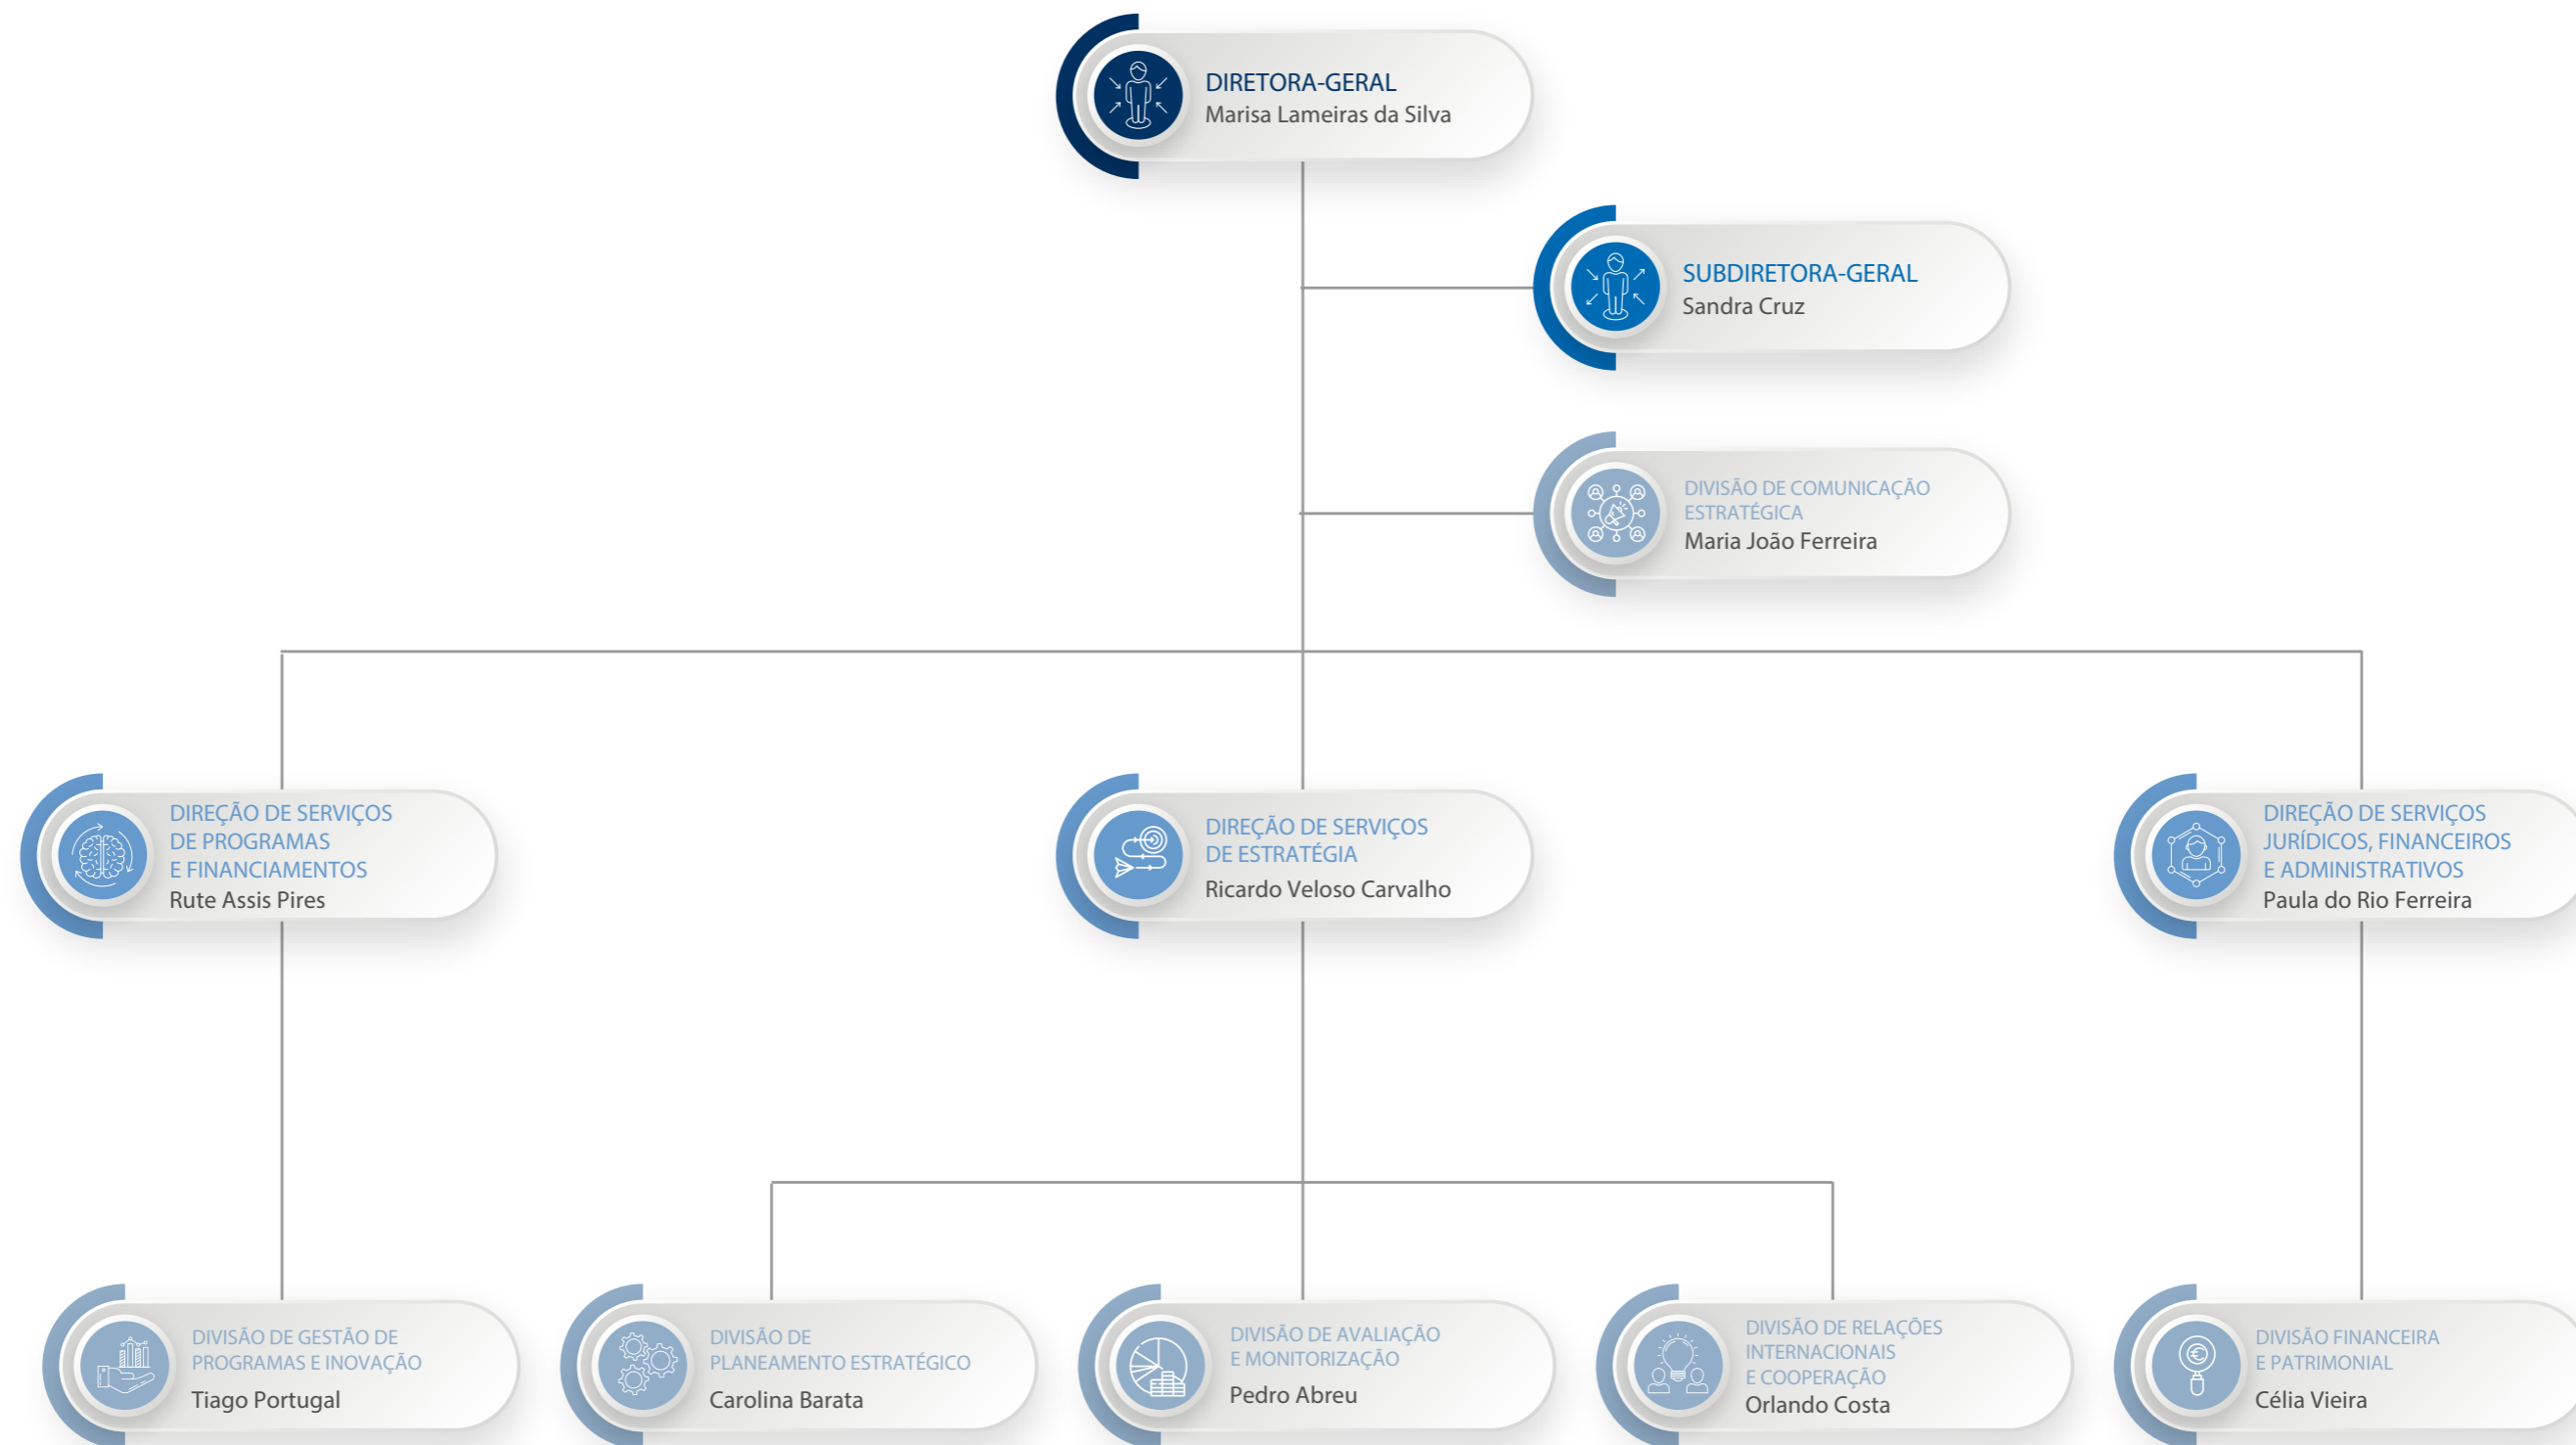 DIRETORA-GERAL
Marisa Lameiras da Silva
SUBDIRETORA-GERAL
Sandra Cruz
DIVISÃO DE COMUNICAÇÃO
ESTRATÉGICA
Maria João Ferreira
DIREÇÃO DE SERVIÇOS
DE PROGRAMAS
E FINANCIAMENTOS
Rute Assis Pires
DIREÇÃO DE SERVIÇOS
DE ESTRATÉGIA
Ricardo Veloso Carvalho
DIREÇÃO DE SERVIÇOS
JURÍDICOS, FINANCEIROS
E ADMINISTRATIVOS
Paula do Rio Ferreira
DIVISÃO DE GESTÃO DE
PROGRAMAS E INOVAÇÃO
Tiago Portugal
DIVISÃO DE
PLANEAMENTO ESTRATÉGICO
Carolina Barata
DIVISÃO DE AVALIAÇÃO
E MONITORIZAÇÃO
Pedro Abreu
DIVISÃO DE RELAÇÕES
INTERNACIONAIS
E COOPERAÇÃO
Orlando Costa
DIVISÃO FINANCEIRA
E PATRIMONIAL
Célia Vieira